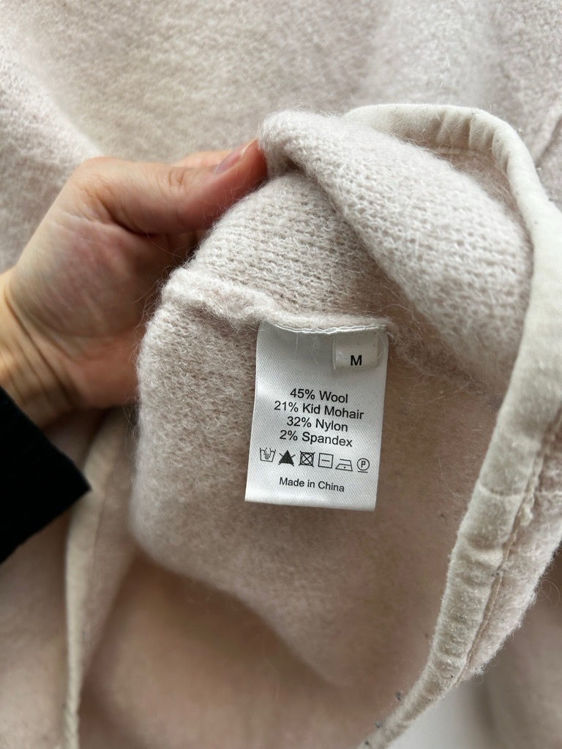 M
45% Wool
21% Kid Mohair
32% Nylon
2% Spandex
P
Made in China